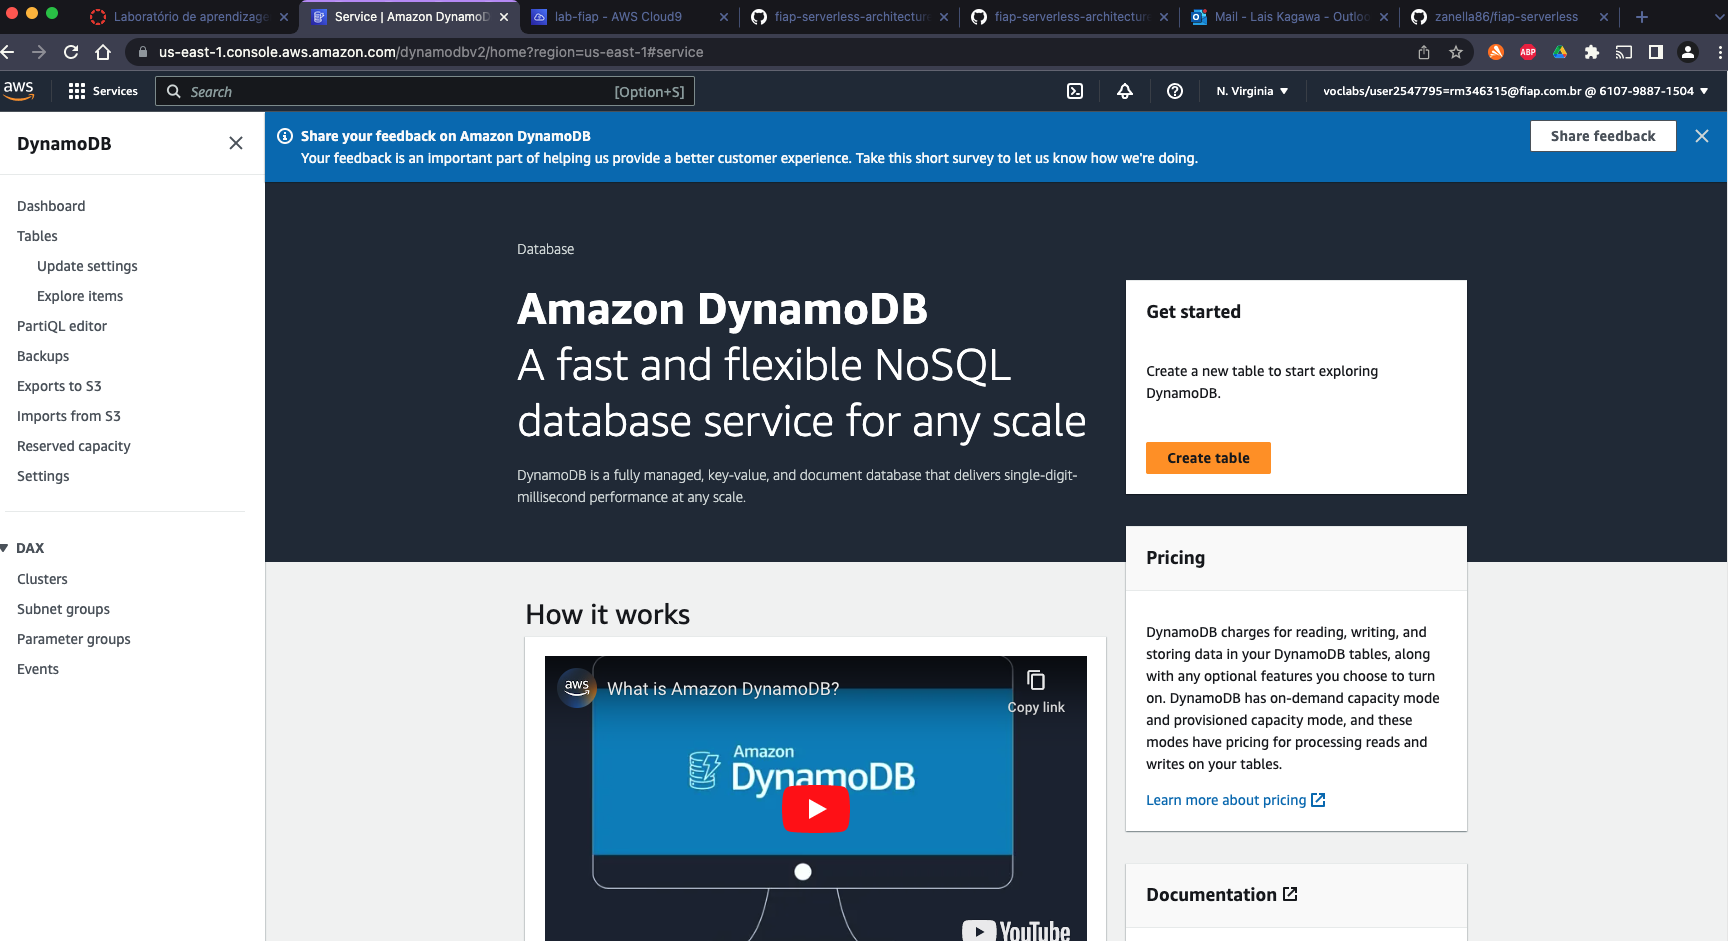 Laboratório de aprendizage
Service | Amazon DynamoD
lab-fiap - AWS Cloud9
fiap-serverless-architecture
fiap-serverless-architecture
Mail - Lais Kagawa - Outloo
zanella86/fiap-serverless
us-east-1.console.aws.amazon.com/dynamodbv2/home?region=us-east-1#service
ABP
aws
Services
Search
[Option+S]
N. Virginia
voclabs/user2547795=rm346315@fiap.com.br @ 6107-9887-1504
DynamoDB
Share your feedback on Amazon DynamoDB
Your feedback is an important part of helping us provide a better customer experience. Take this short survey to let us know how we're doing.
Share feedback
Dashboard
Tables
Update settings
Explore items
PartiQL editor
Backups
Exports to S3
Imports from S3
Reserved capacity
Settings
DAX
Clusters
Subnet groups
Parameter groups
Events
Database
Amazon DynamoDB
A fast and flexible NoSQL
database service for any scale
DynamoDB is a fully managed, key-value, and document database that delivers single-digit-
millisecond performance at any scale.
Get started
Create a new table to start exploring
DynamoDB.
Create table
Pricing
DynamoDB charges for reading, writing, and
storing data in your DynamoDB tables, along
with any optional features you choose to turn
on. DynamoDB has on-demand capacity mode
and provisioned capacity mode, and these
modes have pricing for processing reads and
writes on your tables.
Learn more about pricing
Documentation
How it works
aws
What is Amazon DynamoDB?
Copy link
Amazon
DynamoDB
YouTube